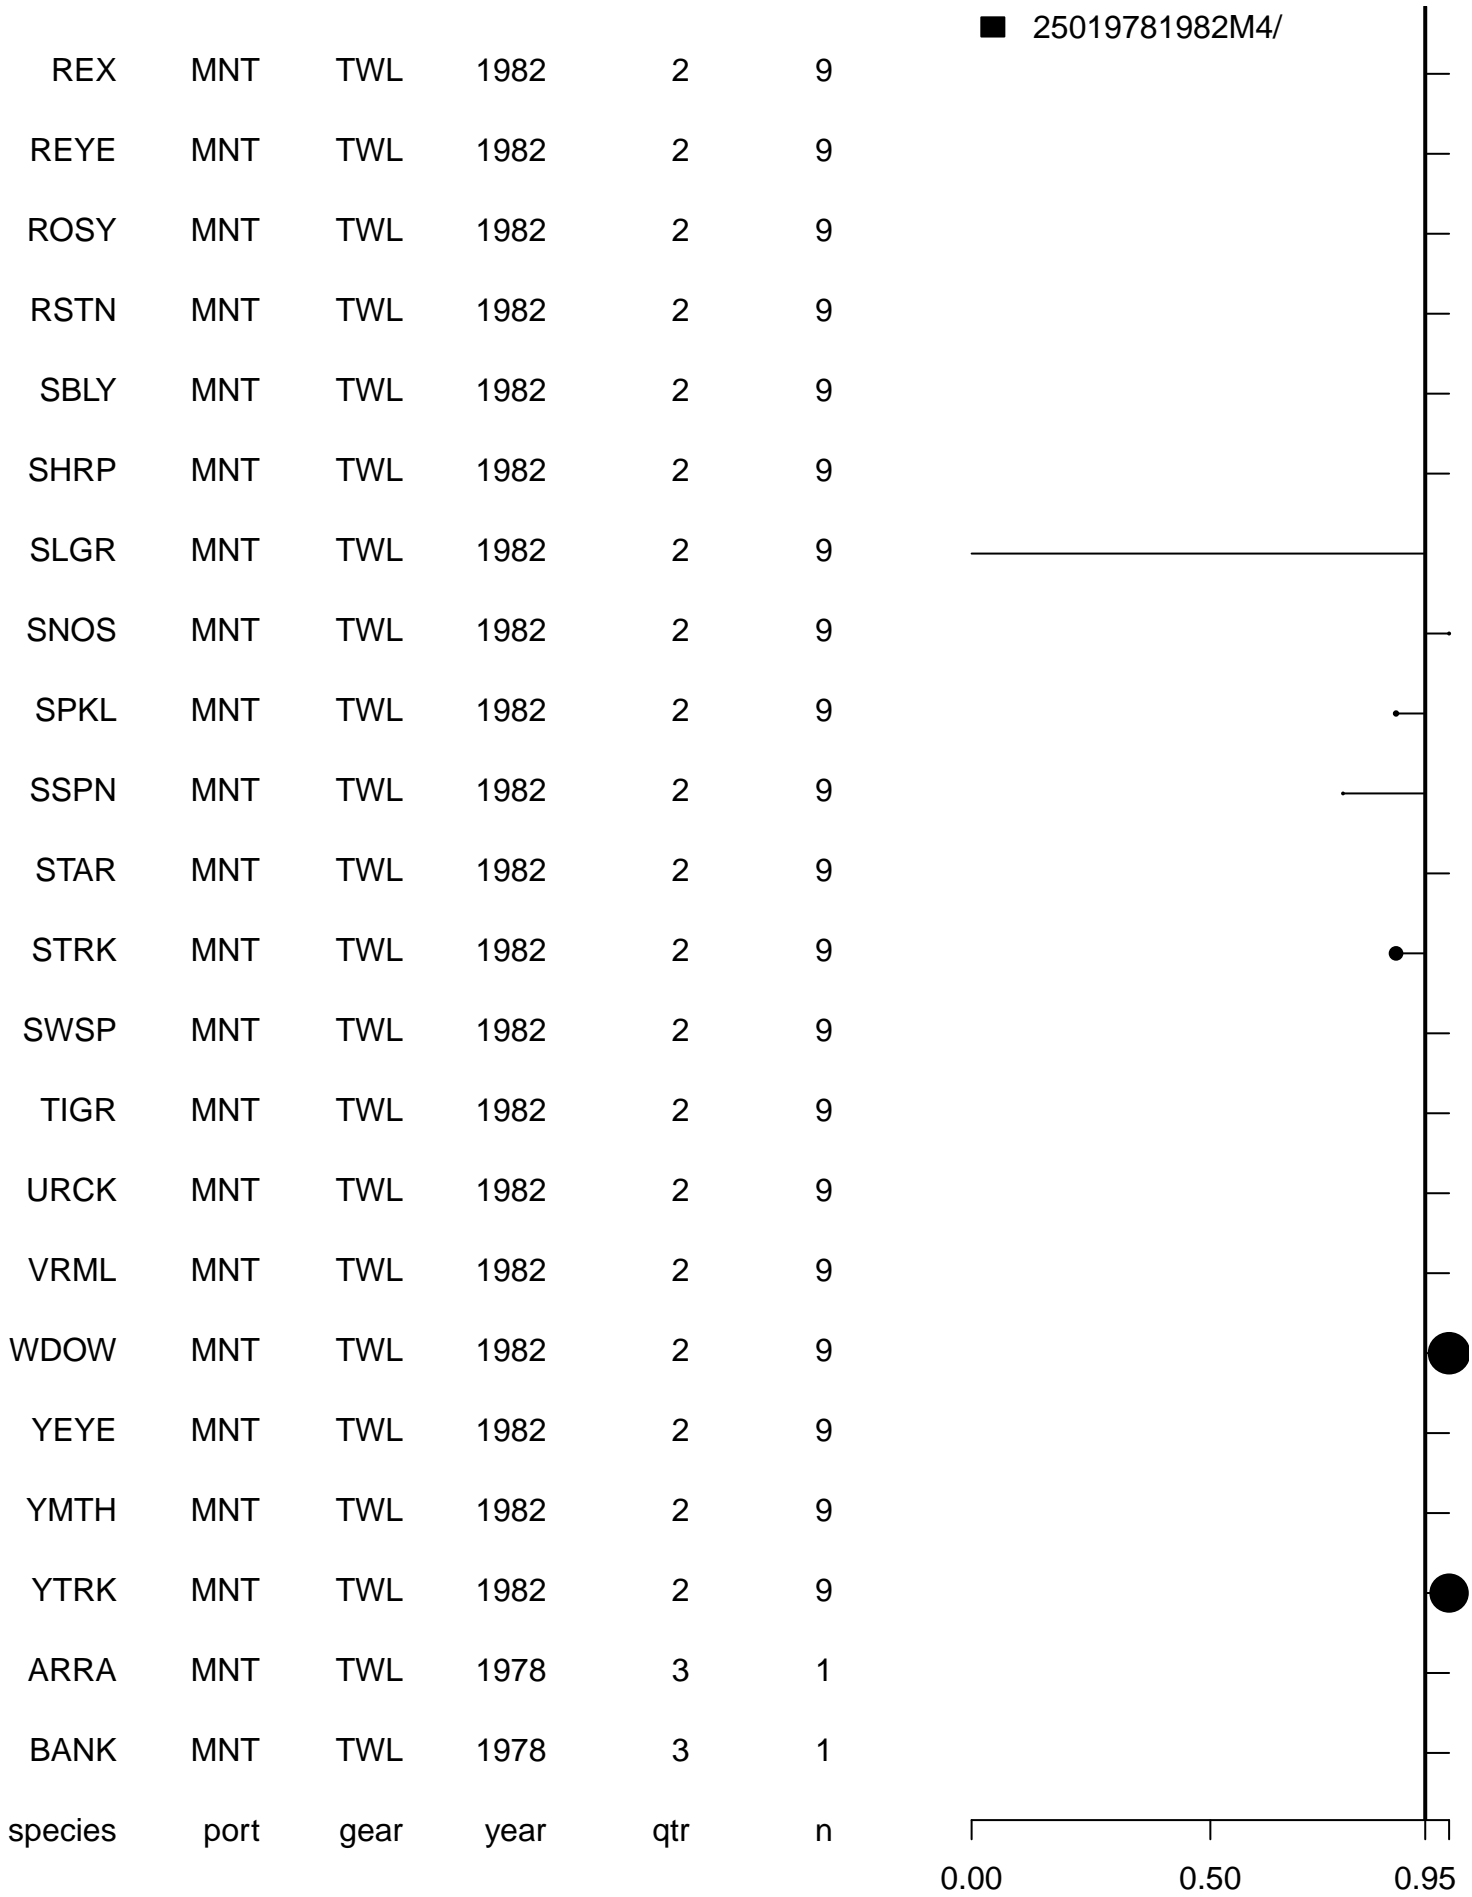 25019781982M4/
REX MNT TWL 1982 2 9
REYE MNT TWL 1982 2 9
ROSY MNT TWL 1982 2 9
RSTN MNT TWL 1982 2 9
SBLY MNT TWL 1982 2 9
SHRP MNT TWL 1982 2 9
SLGR MNT TWL 1982 2 9
SNOS MNT TWL 1982 2 9
SPKL MNT TWL 1982 2 9
SSPN MNT TWL 1982 2 9
STAR MNT TWL 1982 2 9
STRK MNT TWL 1982 2 9
SWSP MNT TWL 1982 2 9
TIGR MNT TWL 1982 2 9
URCK MNT TWL 1982 2 9
VRML MNT TWL 1982 2 9
WDOW MNT TWL 1982 2 9
YEYE MNT TWL 1982 2 9
YMTH MNT TWL 1982 2 9
YTRK MNT TWL 1982 2 9
ARRA MNT TWL 1978 3 1
BANK MNT TWL 1978 3 1
species port gear year qtr n
0.00 0.50 0.95